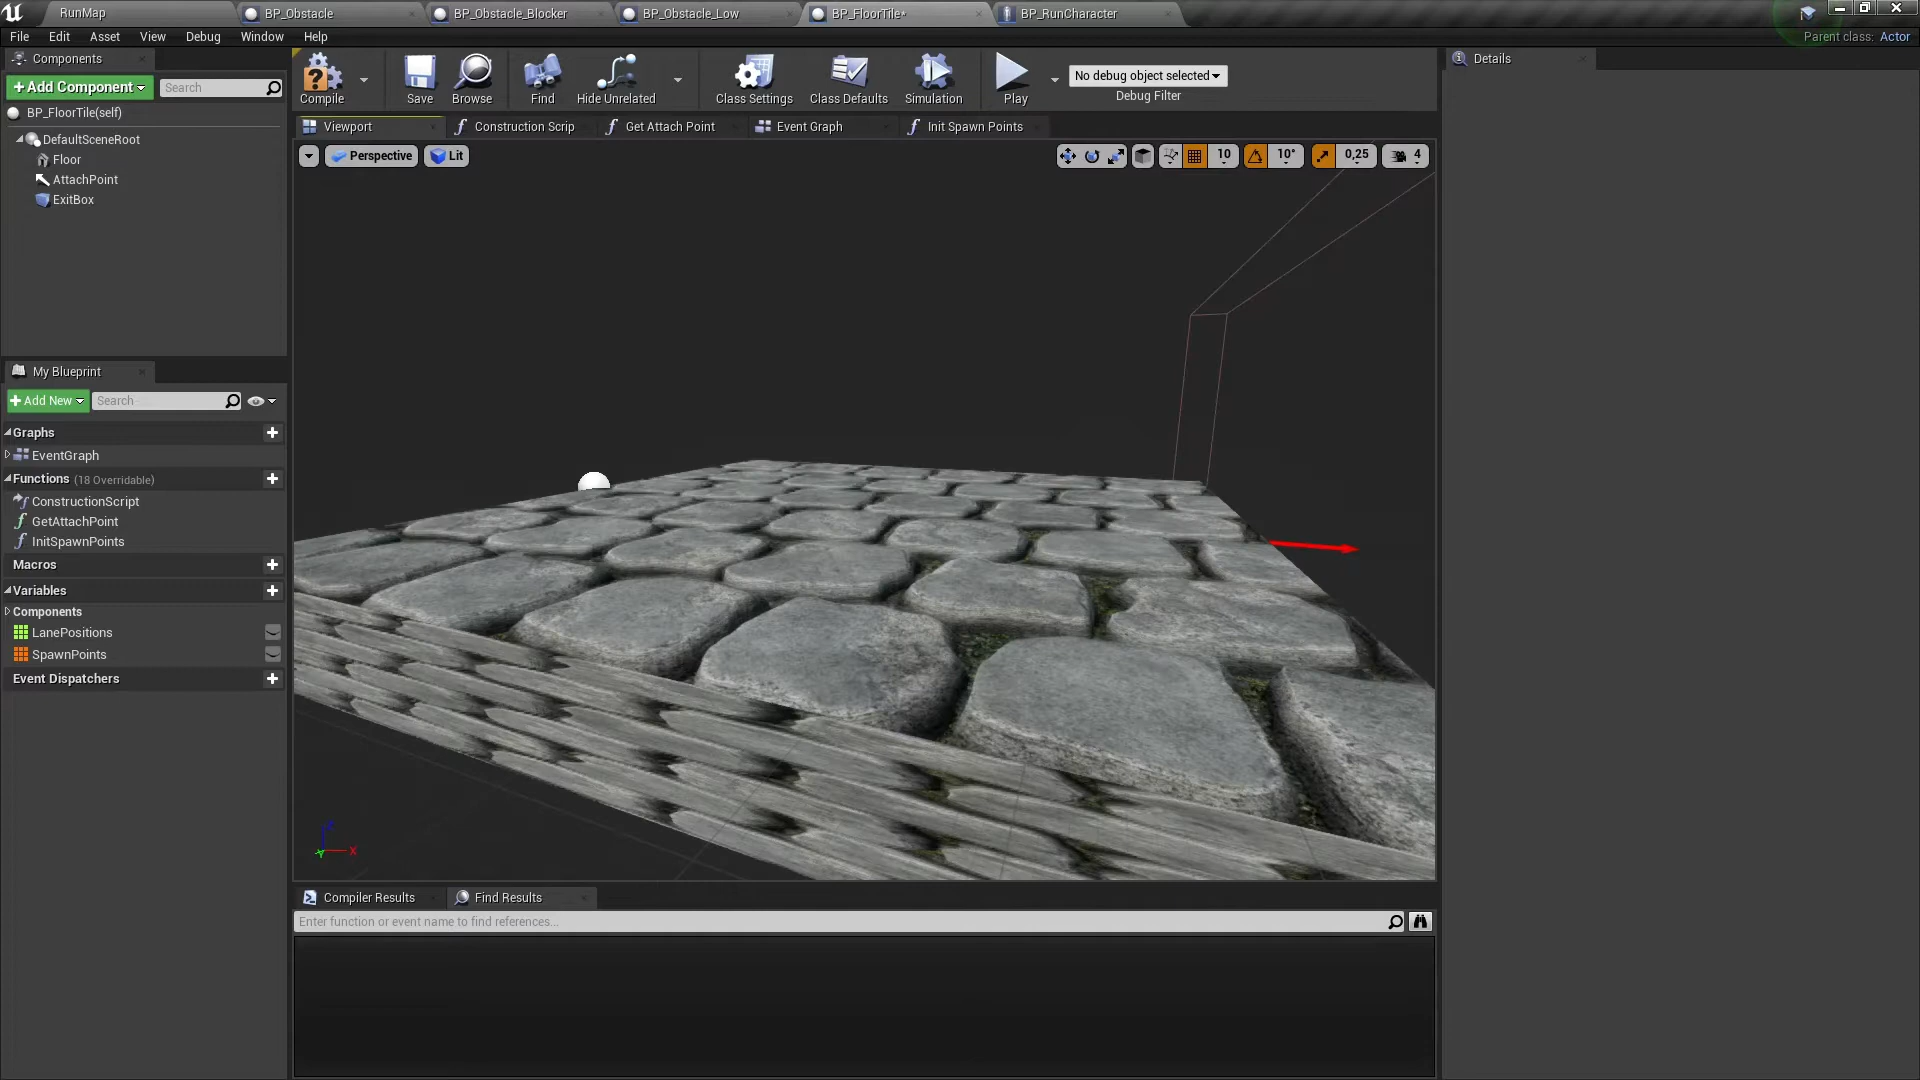 RunMap
BP_Obstacle
BP_Obstacle_Blocker
BP_Obstacle_Low
BP_FloorTile*
BP_RunCharacter
File
Edit
Asset
View
Debug
Window
Help
Parent class: Actor
Components
+Add Component
Search
BP_FloorTile(self)
DefaultSceneRoot
Floor
AttachPoint
ExitBox
Compile
Save
Browse
Find
Hide Unrelated
Class Settings
Class Defaults
Simulation
Play
No debug object selected
Debug Filter
Details
Viewport
Construction Scrip
Get Attach Point
Event Graph
Init Spawn Points
Perspective
Lit
10
10°
0,25
4
My Blueprint
+Add New
Search
Graphs
EventGraph
Functions (18 Overridable)
ConstructionScript
GetAttachPoint
InitSpawnPoints
Macros
Variables
Components
LanePositions
SpawnPoints
Event Dispatchers
Z
X
Y
Compiler Results
Find Results
Enter function or event name to find references...